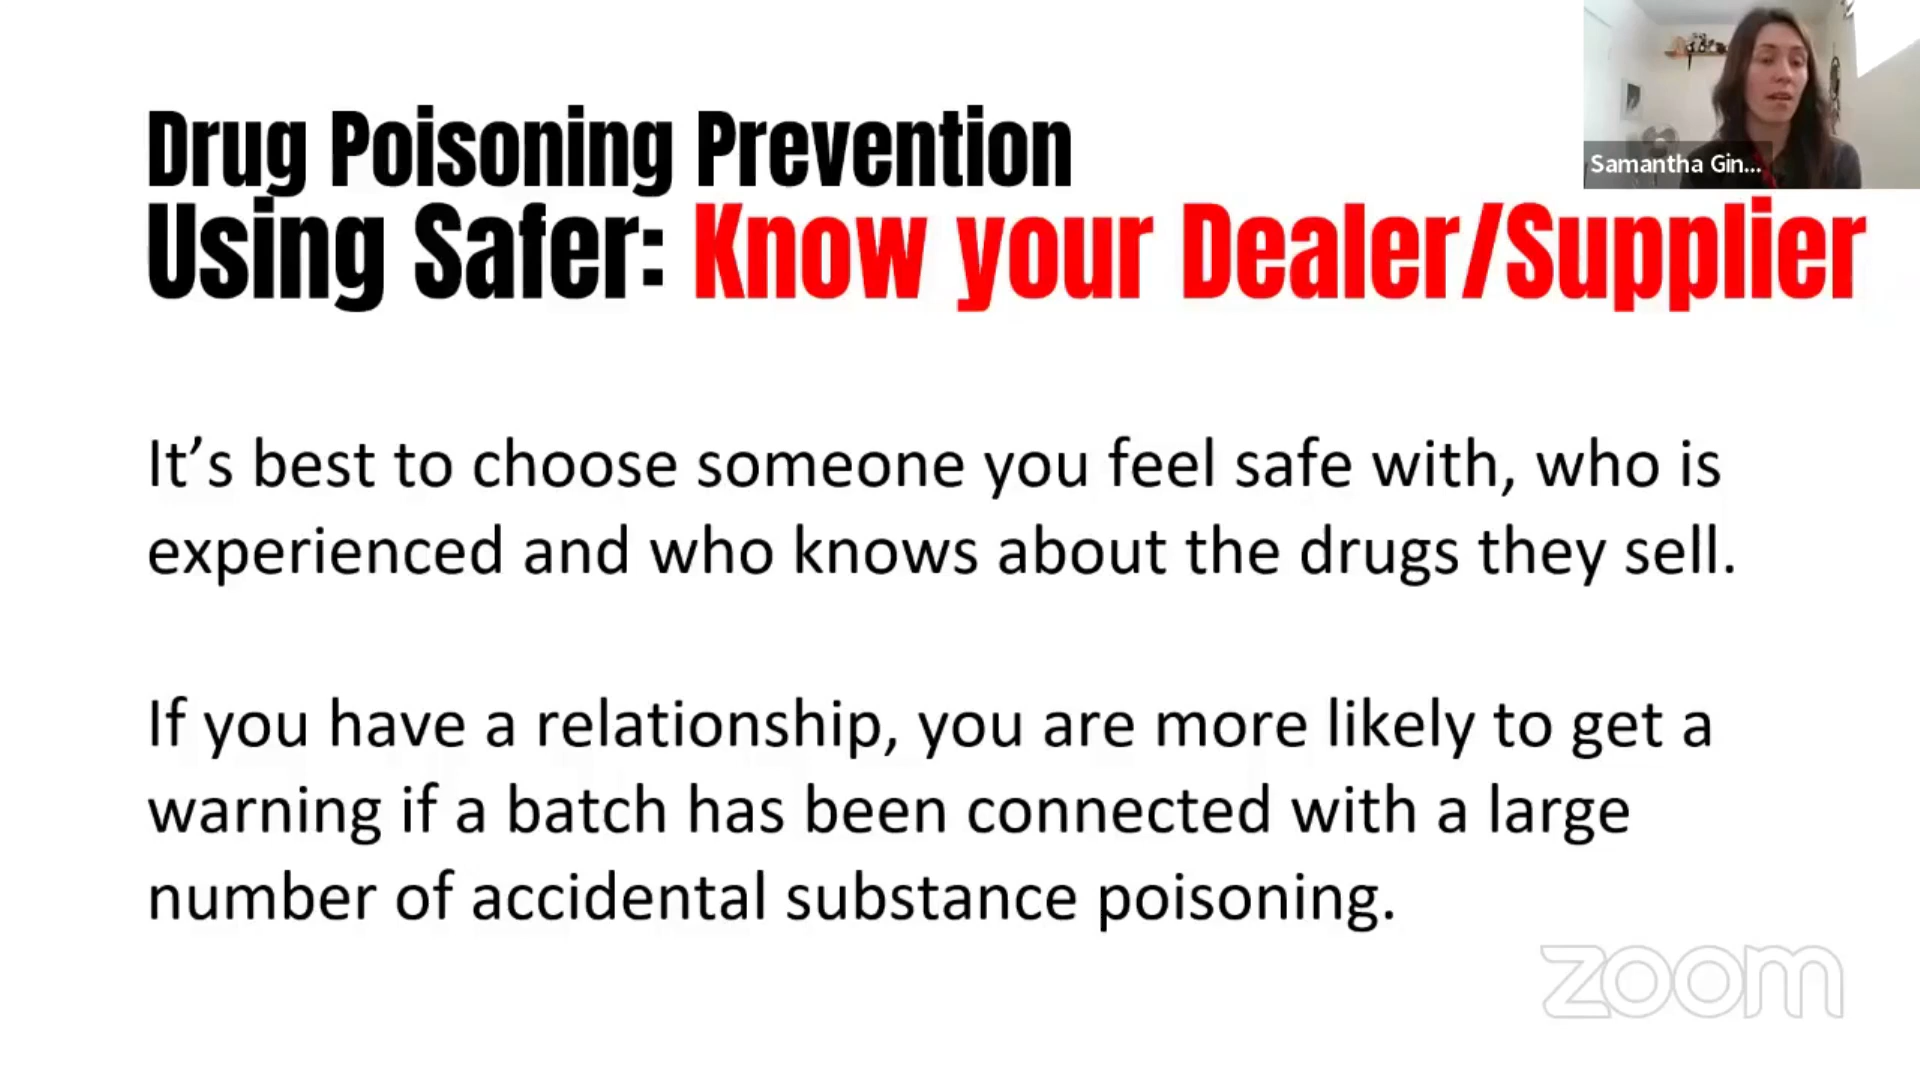 Drug Poisoning Prevention
Using Safer: Know your Dealer/Supplier
Samantha Gin...
It’s best to choose someone you feel safe with, who is
experienced and who knows about the drugs they sell.
If you have a relationship, you are more likely to get a
warning if a batch has been connected with a large
number of accidental substance poisoning.
zoom